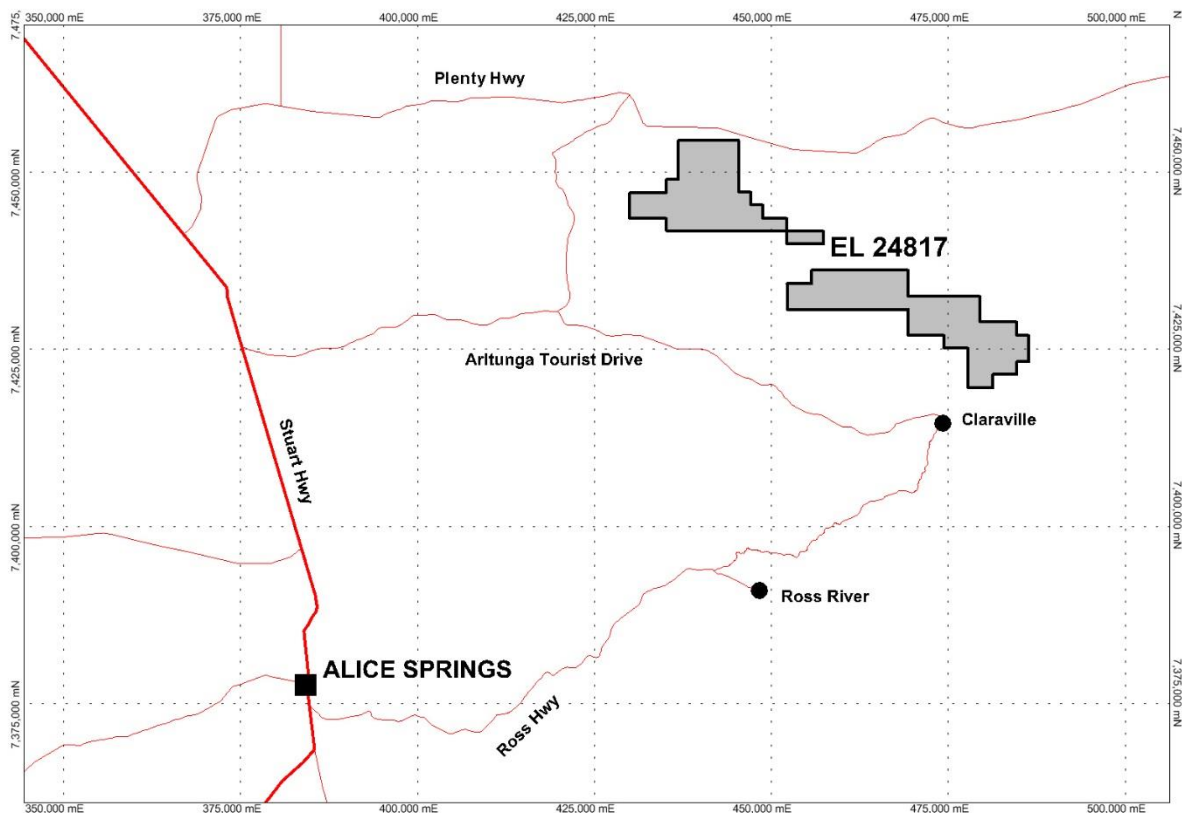 7,475,
350,000 mE
375,000 mE
400,000 mE
425,000 mE
450,000 mE
475,000 mE
500,000 mE
N
Plenty Hwy
7,450,000 mN
7,450,000 mN
EL 24817
7,425,000 mN
Arltunga Tourist Drive
7,425,000 mN
Claraville
Stuart Hwy
7,400,000 mN
7,400,000 mN
Ross River
ALICE SPRINGS
7,375,000 mN
Ross Hwy
7,375,000 mN
350,000 mE
375,000 mE
400,000 mE
425,000 mE
450,000 mE
475,000 mE
500,000 mE